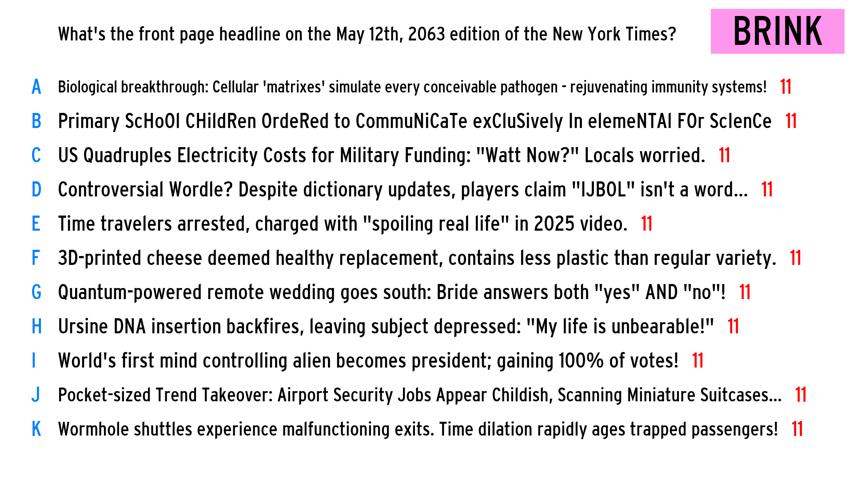 What's the front page headline on the May 12th, 2063 edition of the New York Times?
BRINK
A Biological breakthrough: Cellular 'matrixes' simulate every conceivable pathogen - rejuvenating immunity systems! 11
B Primary ScHoOl CHildRen OrdeRed to CommuNiCaTe exCluSively In elemeNTAl FOr ScIenCe 11
C US Quadruples Electricity Costs for Military Funding: "Watt Now?" Locals worried. 11
D Controversial Wordle? Despite dictionary updates, players claim "IJBOL" isn't a word... 11
E Time travelers arrested, charged with "spoiling real life" in 2025 video. 11
F 3D-printed cheese deemed healthy replacement, contains less plastic than regular variety. 11
G Quantum-powered remote wedding goes south: Bride answers both "yes" AND "no"! 11
H Ursine DNA insertion backfires, leaving subject depressed: "My life is unbearable!" 11
I World's first mind controlling alien becomes president; gaining 100% of votes! 11
J Pocket-sized Trend Takeover: Airport Security Jobs Appear Childish, Scanning Miniature Suitcases... 11
K Wormhole shuttles experience malfunctioning exits. Time dilation rapidly ages trapped passengers! 11